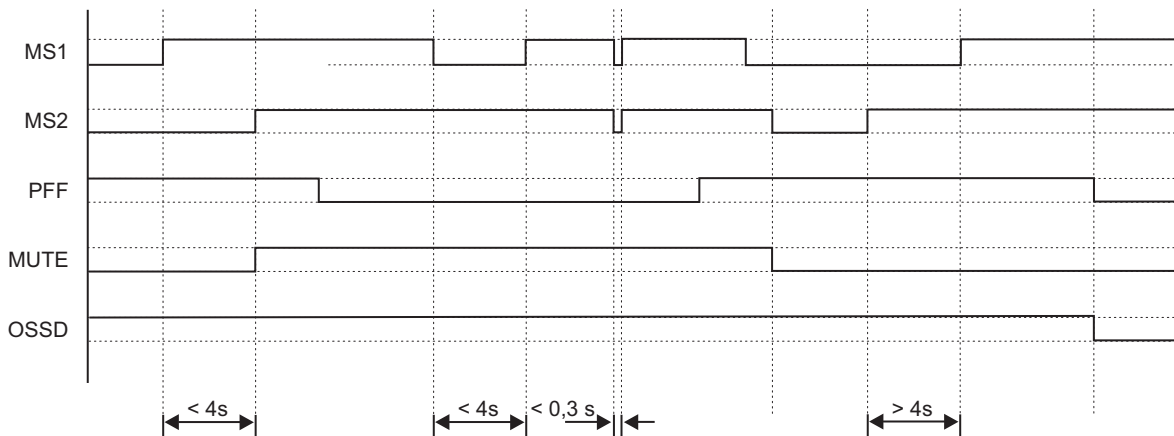 MS1
MS2
PFF
MUTE
OSSD
< 4s
< 4s
< 0,3 s
> 4s